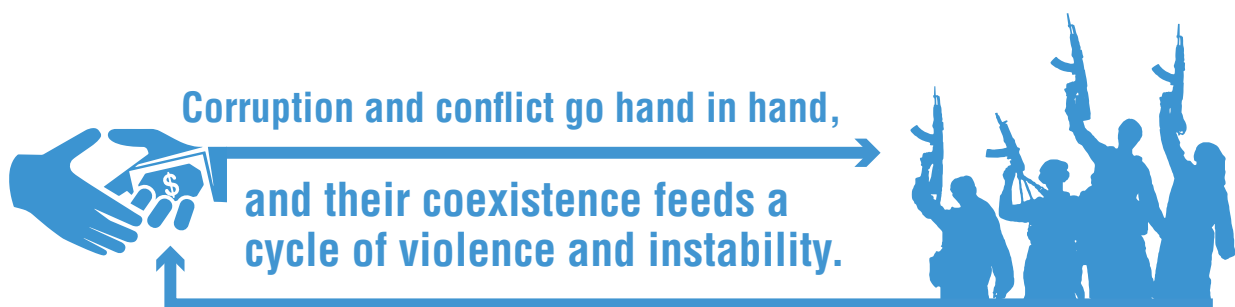 Corruption and conflict go hand in hand,
$
and their coexistence feeds a
cycle of violence and instability.